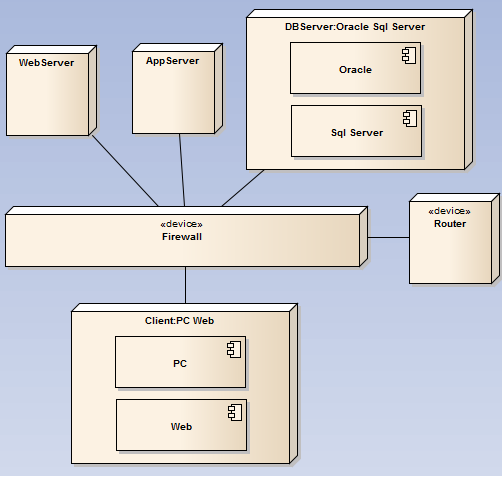 DBServer:Oracle Sql Server
WebServer
AppServer
Oracle
Sql Server
«device»
Firewall
«device»
Router
Client:PC Web
PC
Web